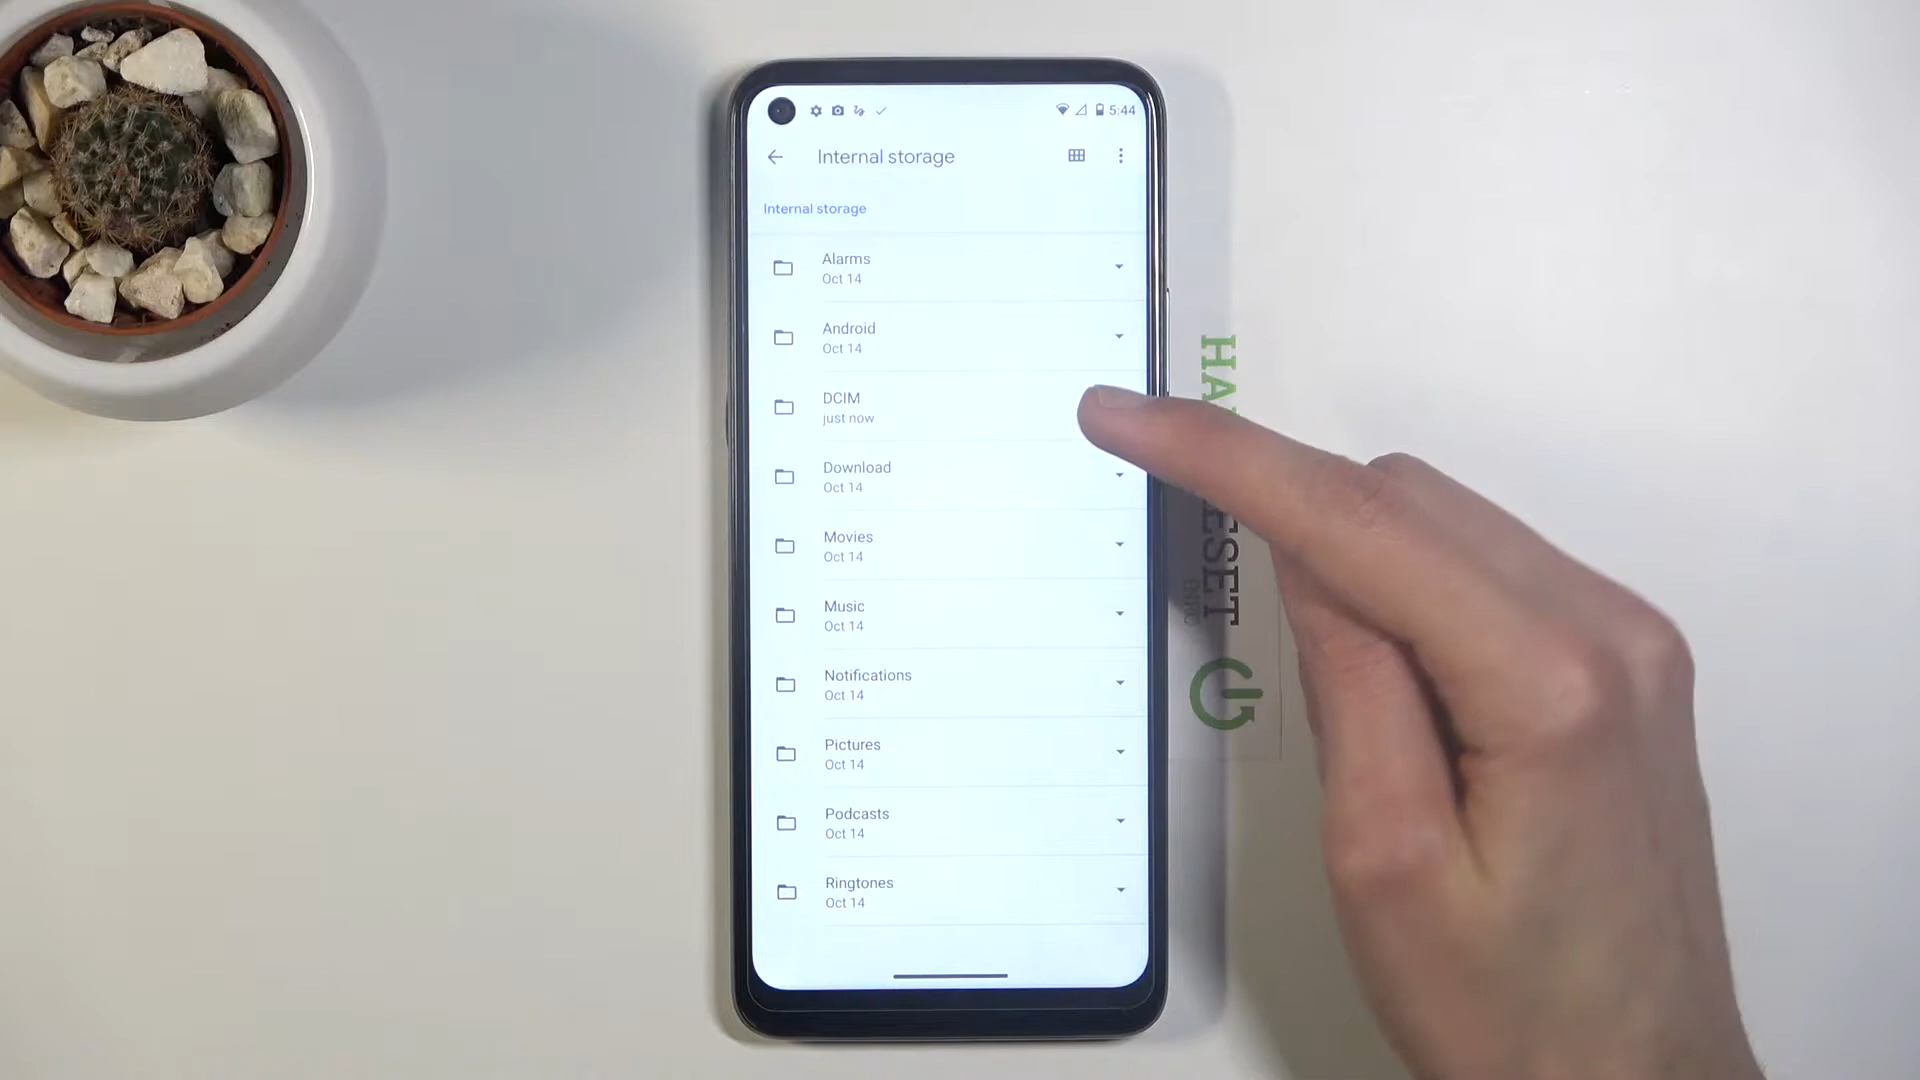 5:44
Internal storage
Internal storage
Alarms
Oct 14
Android
Oct 14
DCIM
just now
Download
Oct 14
Movies
Oct 14
Music
Oct 14
Notifications
Oct 14
Pictures
Oct 14
Podcasts
Oct 14
Ringtones
Oct 14